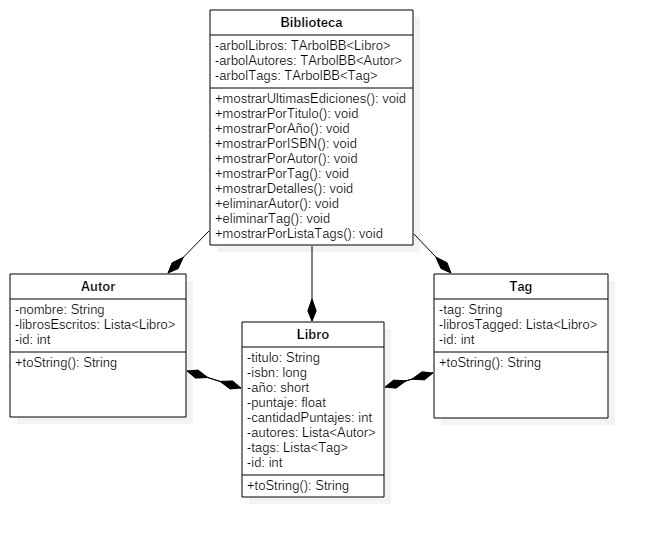 Biblioteca
-arbolLibros: TArbolBB<Libro>
-arbolAutores: TArbolBB<Autor>
-arbolTags: TArbolBB<Tag>
+mostrarUltimasEdiciones(): void
+mostrarPorTitulo(): void
+mostrarPorAño(): void
+mostrarPorISBN(): void
+mostrarPorAutor(): void
+mostrarPorTag(): void
+mostrarDetalles(): void
+eliminarAutor(): void
+eliminarTag(): void
+mostrarPorListaTags(): void
Autor
-nombre: String
-librosEscritos: Lista<Libro>
-id: int
+toString(): String
Libro
-titulo: String
-isbn: long
-año: short
-puntaje: float
-cantidadPuntajes: int
-autores: Lista<Autor>
-tags: Lista<Tag>
-id: int
+toString(): String
Tag
-tag: String
-librosTagged: Lista<Libro>
-id: int
+toString(): String